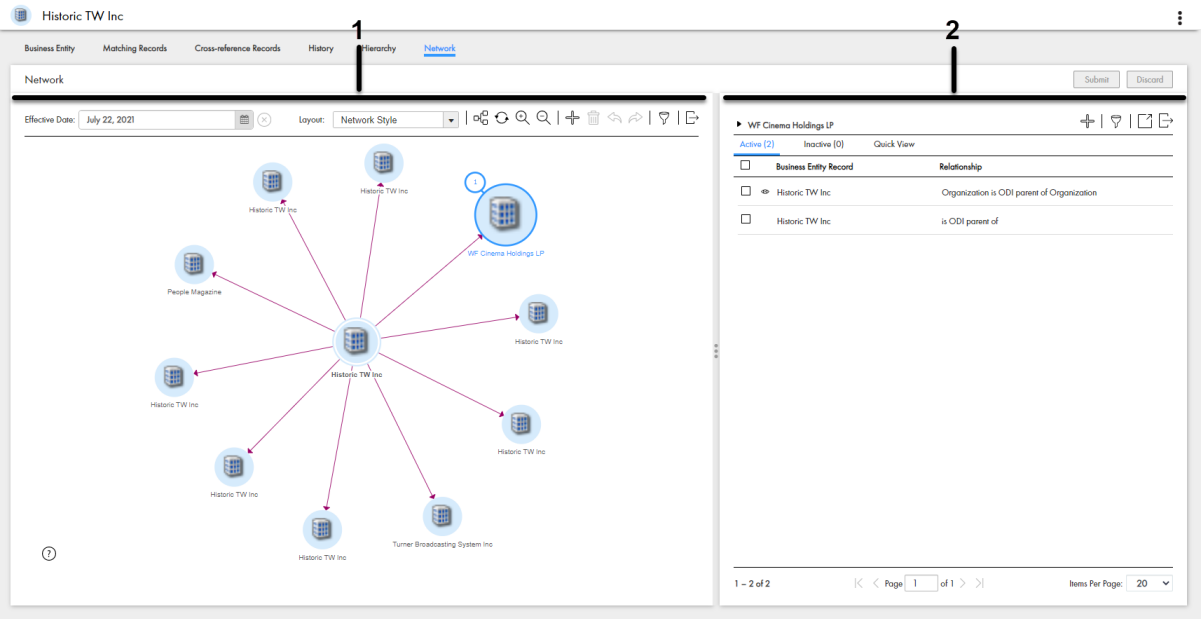 Historic TW Inc
1
2
Business Entity Matching Records Cross-reference Records History Hierarchy Network
Network Submit Discard
Effective Date: July 22, 2021 Layout: Network Style
WF Cinema Holdings LP
Active (2) Inactive (0) Quick View
Business Entity Record Relationship
Historic TW Inc Organization is ODI parent of Organization
Historic TW Inc is ODI parent of
Historic TW Inc
Historic TW Inc
1
WF Cinema Holdings LP
People Magazine
Historic TW Inc
Historic TW Inc
Historic TW Inc
Historic TW Inc
Historic TW Inc
Turner Broadcasting System Inc
Historic TW Inc
?
1 – 2 of 2 Page 1 of 1 Items Per Page: 20